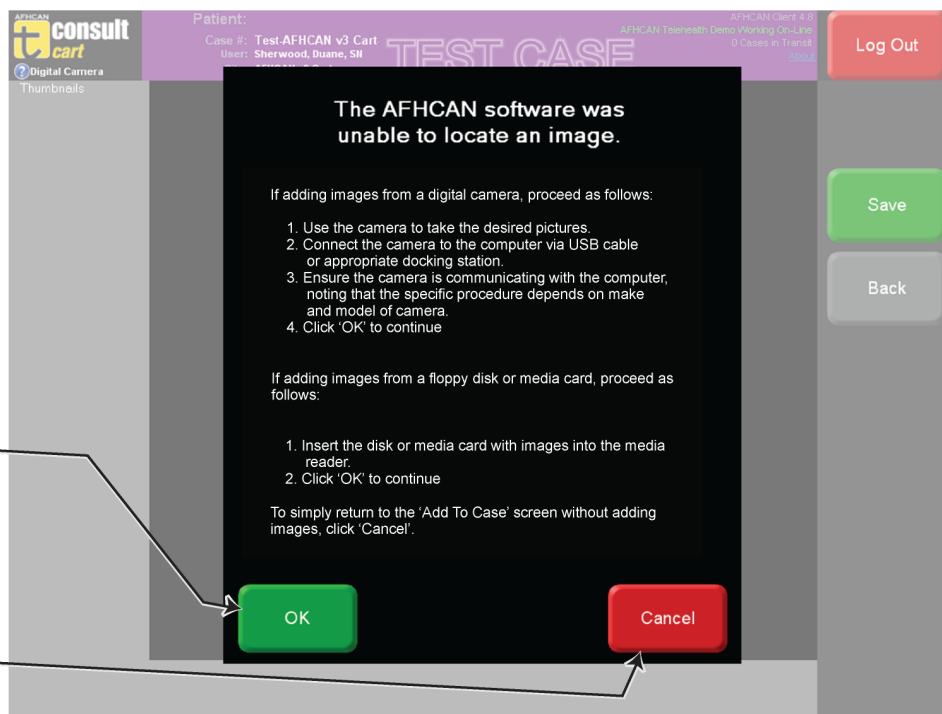 AFHCAN
tconsult
cart
Digital Camera
Thumbnails
Patient:
Case #: Test-AFHCAN v3 Cart
User: Sherwood, Duane, SN
TEST CASE
AFHCAN Client 4.8
AFHCAN Telehealth Demo Working On-Line
0 Cases in Transit
About
Log Out
The AFHCAN software was
unable to locate an image.
If adding images from a digital camera, proceed as follows:
1. Use the camera to take the desired pictures.
2. Connect the camera to the computer via USB cable
or appropriate docking station.
3. Ensure the camera is communicating with the computer,
noting that the specific procedure depends on make
and model of camera.
4. Click ‘OK’ to continue
If adding images from a floppy disk or media card, proceed as
follows:
1. Insert the disk or media card with images into the media
reader.
2. Click ‘OK’ to continue
To simply return to the ‘Add To Case’ screen without adding
images, click ‘Cancel’.
OK
Cancel
Save
Back